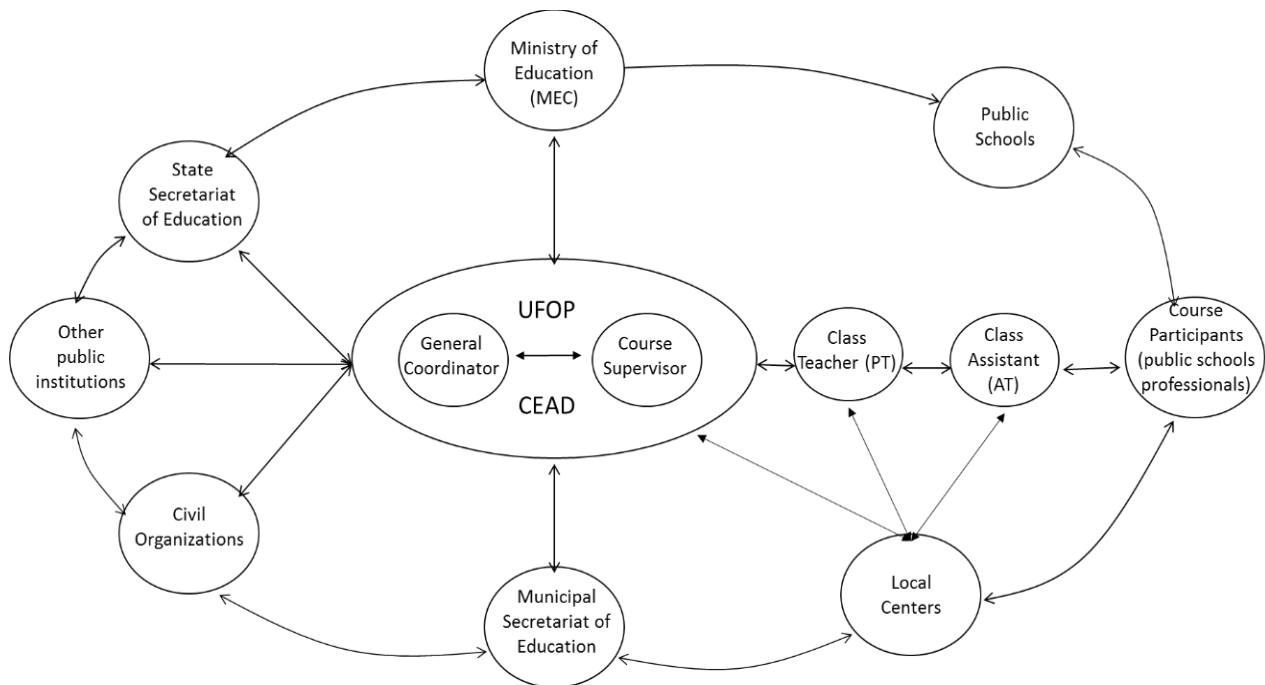 Ministry of
Education
(MEC)
Public
Schools
State
Secretariat
of Education
UFOP
Other
public
institutions
General
Coordinator
Course
Supervisor
Class
Teacher (PT)
Class
Assistant
(AT)
Course
Participants
(public schools
professionals)
CEAD
Civil
Organizations
Municipal
Secretariat of
Education
Local
Centers